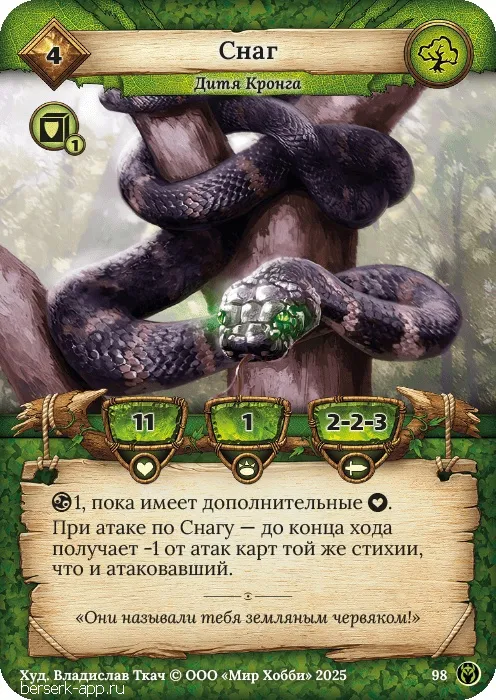 4
Снаг
Дитя Кронга
1
11
1
2-2-3
1, пока имеет дополнительные .
При атаке по Снагу — до конца хода
получает -1 от атак карт той же стихии,
что и атаковавший.
«Они называли тебя земляным червяком!»
Худ. Владислав Ткач © ООО «Мир Хобби» 2025
98
berserk-app.ru